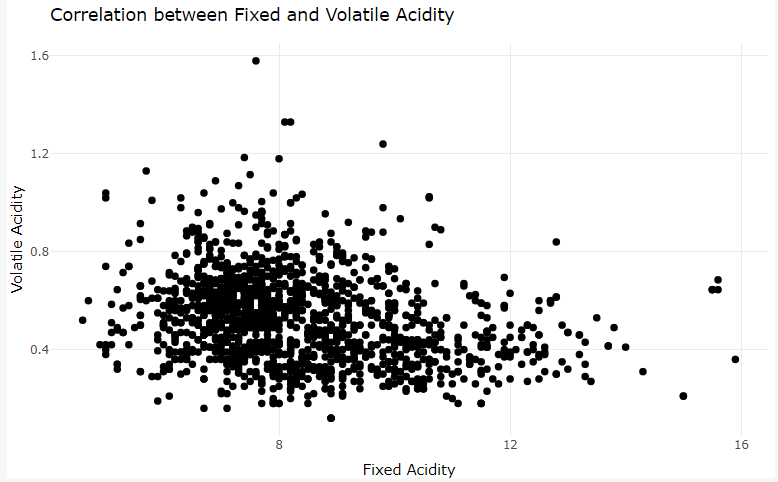 Correlation between Fixed and Volatile Acidity
1.6
1.2
0.8
0.4
Volatile Acidity
8
12
16
Fixed Acidity